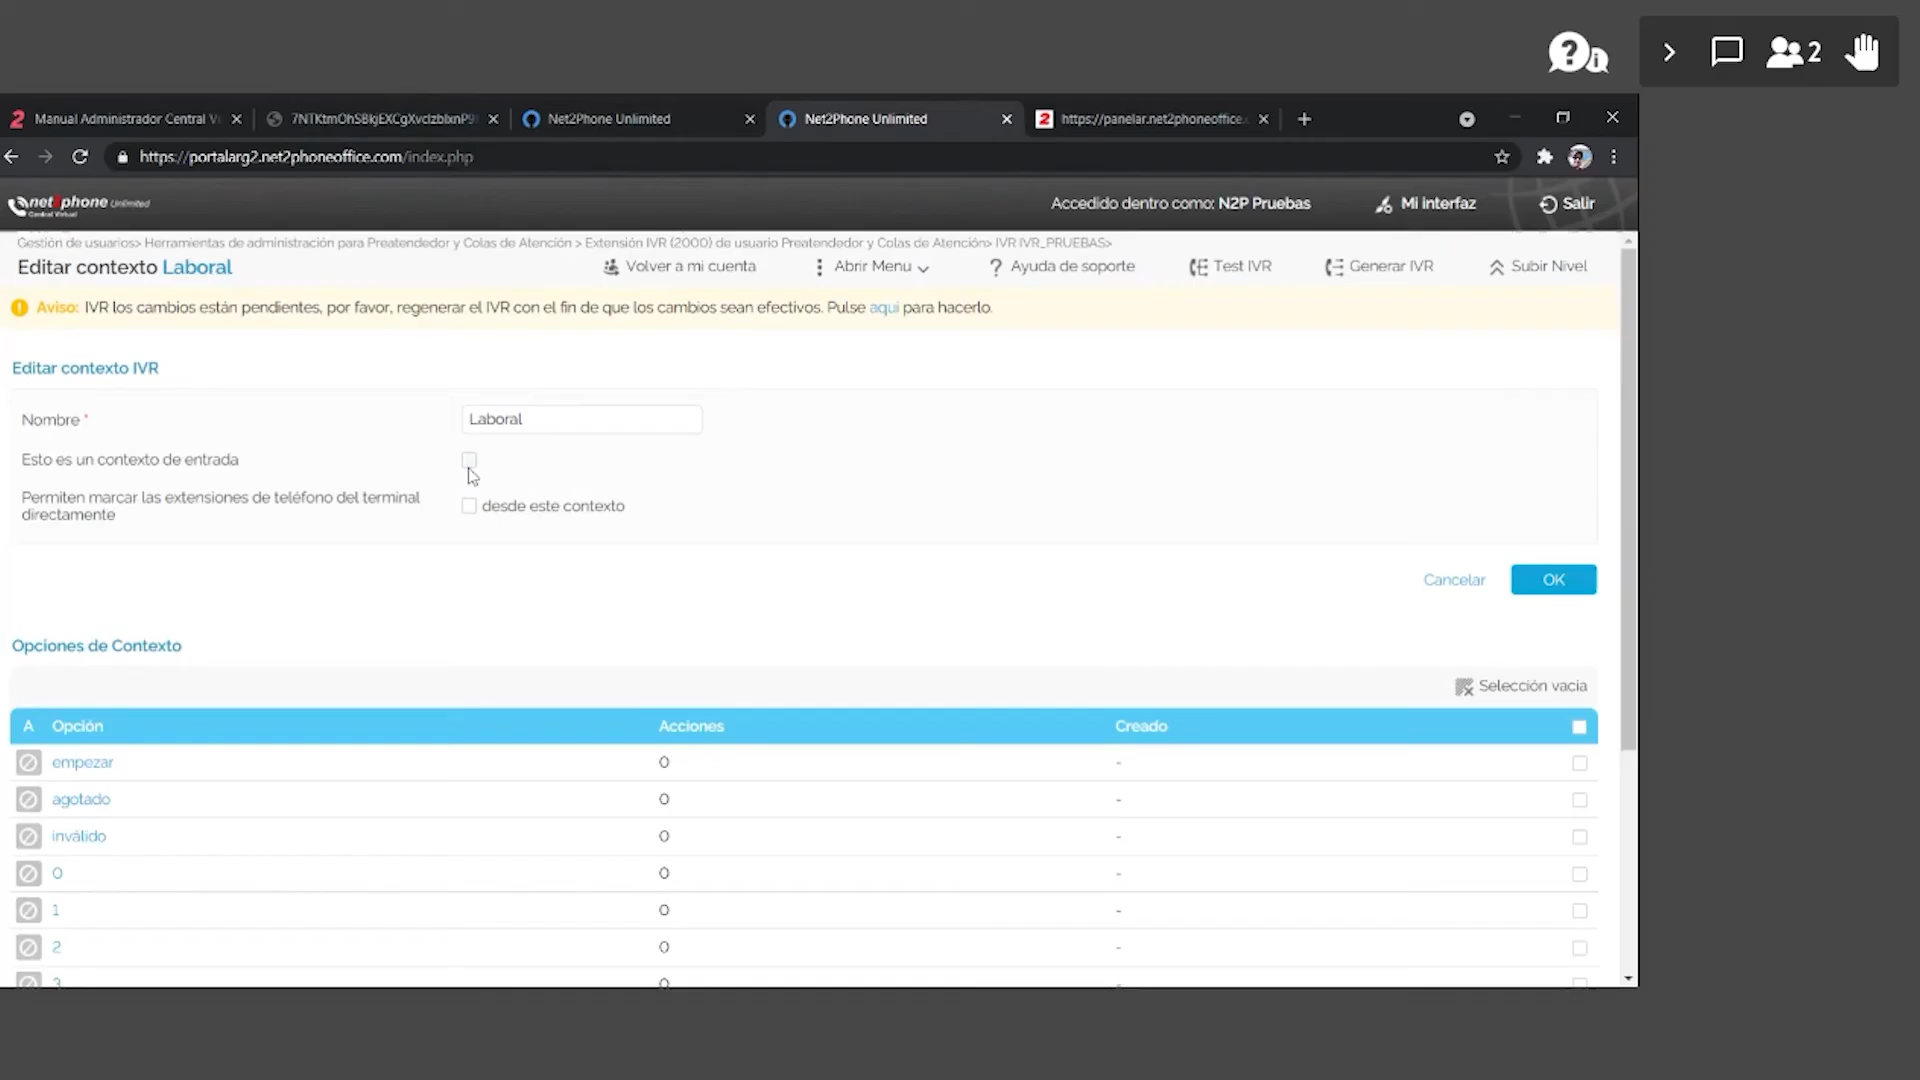 2
Manual Administrador Central Vi
Net2Phone Unlimited
Net2Phone Unlimited
https://panelar.net2phoneoffice.c
https://portalarg2.net2phoneoffice.com/index.php
net2phone Unlimited
Central Virtual
Accedido dentro como: N2P Pruebas
Mi interfaz
Salir
Gestión de usuarios> Herramientas de administración para Preatendedor y Colas de Atención > Extensión IVR (2000) de usuario Preatendedor y Colas de Atención> IVR IVR_PRUEBAS>
Editar contexto Laboral
Volver a mi cuenta
Abrir Menu
Ayuda de soporte
Test IVR
Generar IVR
Subir Nivel
Aviso: IVR los cambios están pendientes, por favor, regenerar el IVR con el fin de que los cambios sean efectivos. Pulse aquí para hacerlo.
Editar contexto IVR
Nombre *
Laboral
Esto es un contexto de entrada
Permiten marcar las extensiones de teléfono del terminal
directamente
desde este contexto
Cancelar
OK
Opciones de Contexto
Selección vacia
A Opción Acciones Creado
empezar 0 -
agotado 0 -
inválido 0 -
0 0 -
1 0 -
2 0 -
3 0